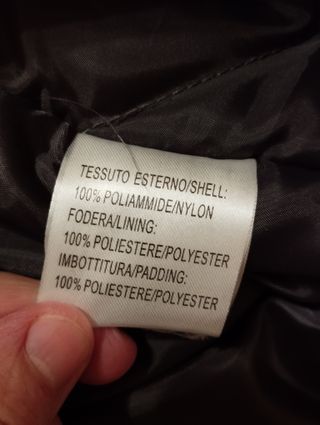 TESSUTO ESTERNO/SHELL:
100% POLIAMMIDE/NYLON
FODERA/LINING:
100% POLIESTERE/POLYESTER
IMBOTTITURA/PADDING:
100% POLIESTERE/POLYESTER